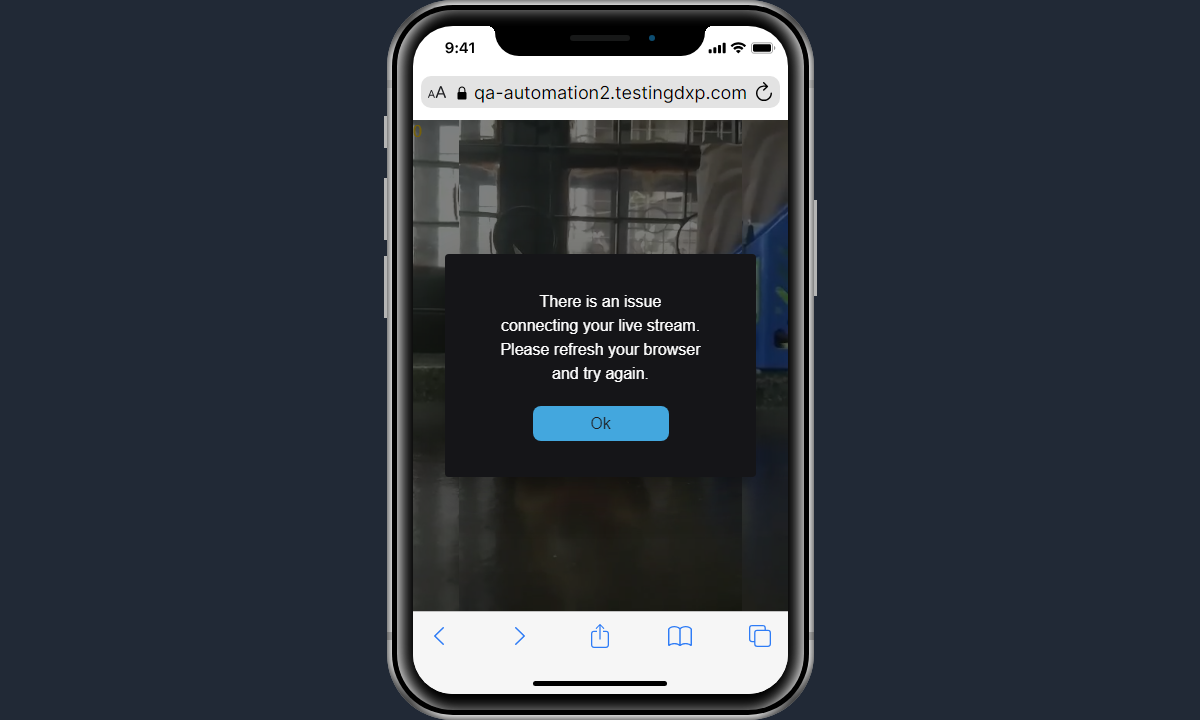 9:41
AA qa-automation2.testingdxp.com
0
There is an issue
connecting your live stream.
Please refresh your browser
and try again.
Ok